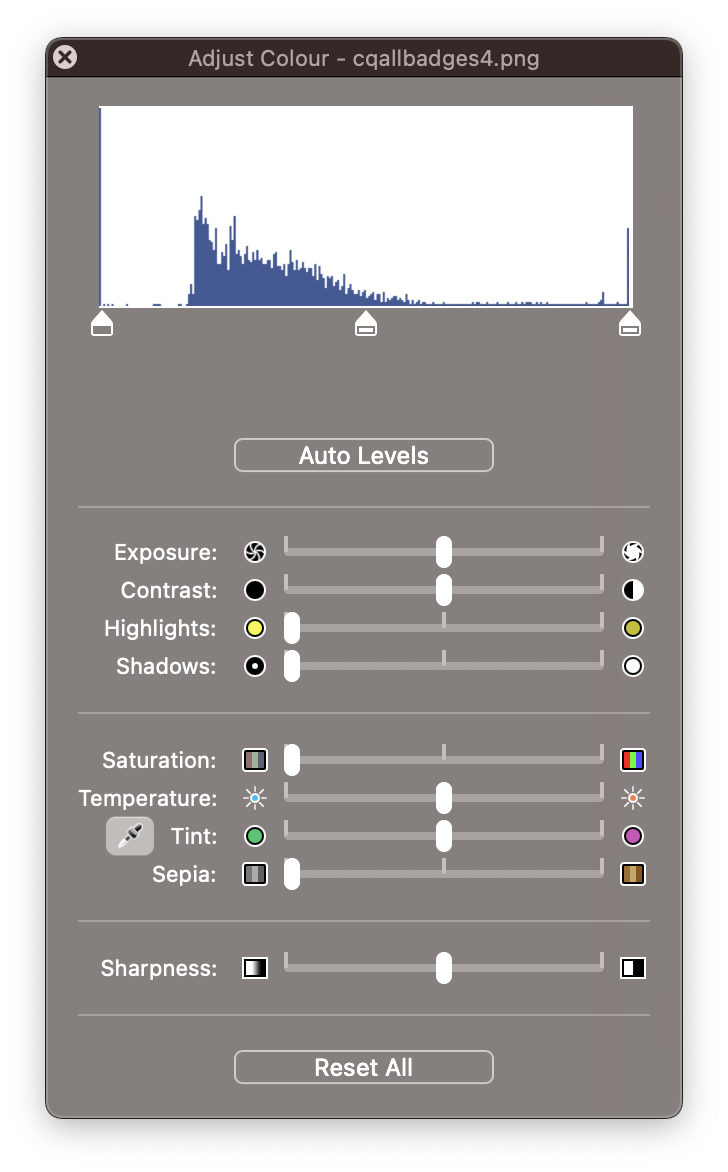 Adjust Colour - cqallbadges4.png
Auto Levels
Exposure:
Contrast:
Highlights:
Shadows:
Saturation:
Temperature:
Tint:
Sepia:
Sharpness:
Reset All